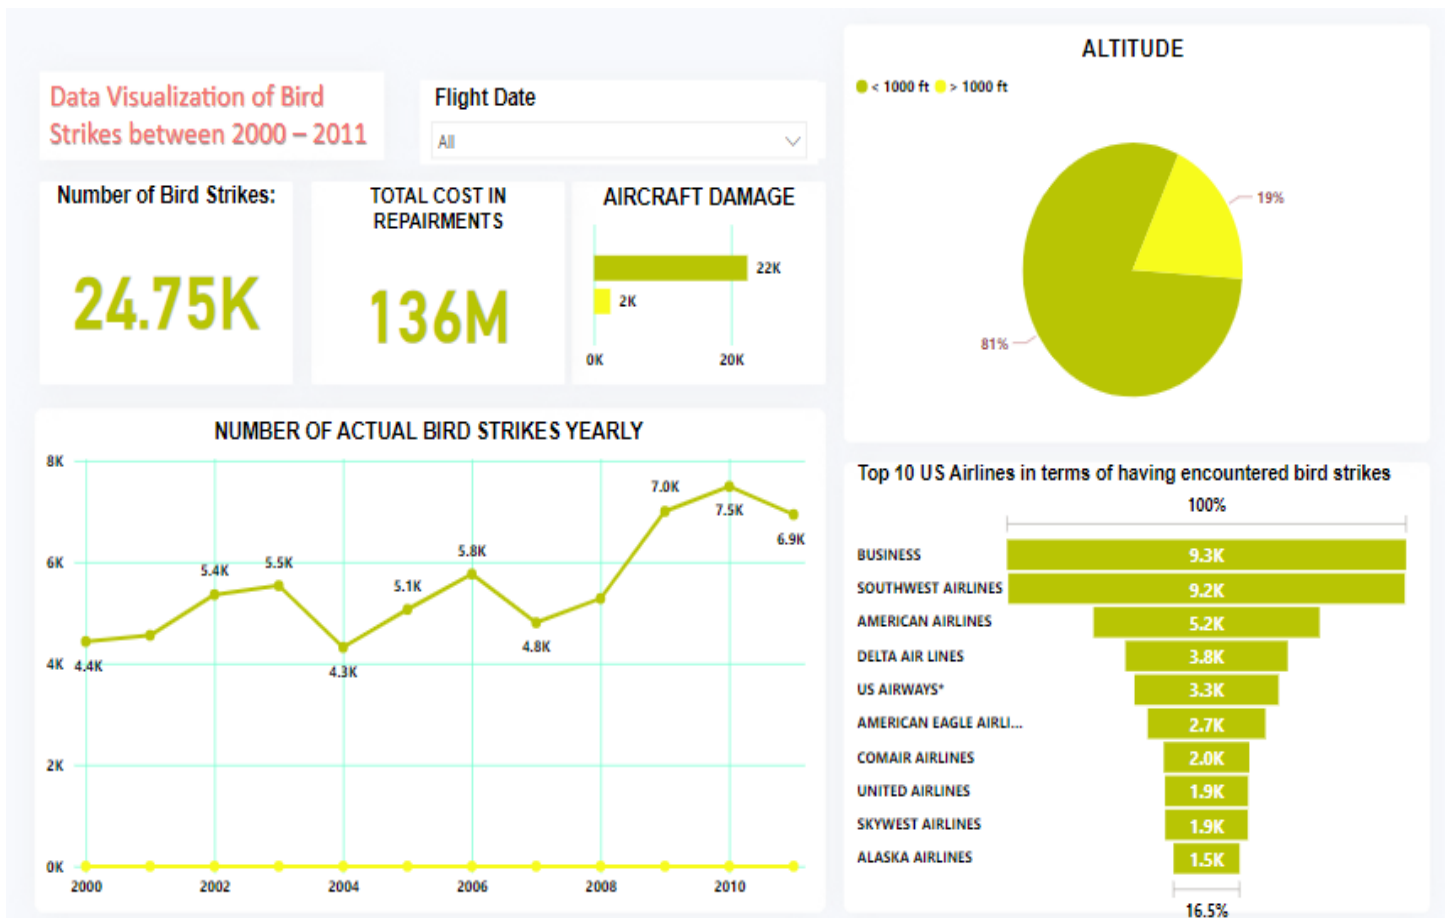 Data Visualization of Bird
Strikes between 2000 – 2011
Flight Date
All
Number of Bird Strikes:
24.75K
TOTAL COST IN
REPAIRMENTS
136M
AIRCRAFT DAMAGE
22K
2K
0K
20K
ALTITUDE
< 1000 ft
> 1000 ft
19%
81%
NUMBER OF ACTUAL BIRD STRIKES YEARLY
8K
6K
4K
2K
0K
4.4K
5.4K
5.5K
4.3K
5.1K
5.8K
4.8K
7.0K
7.5K
6.9K
2000
2002
2004
2006
2008
2010
Top 10 US Airlines in terms of having encountered bird strikes
100%
BUSINESS 9.3K
SOUTHWEST AIRLINES 9.2K
AMERICAN AIRLINES 5.2K
DELTA AIR LINES 3.8K
US AIRWAYS* 3.3K
AMERICAN EAGLE AIRLI... 2.7K
COMAIR AIRLINES 2.0K
UNITED AIRLINES 1.9K
SKYWEST AIRLINES 1.9K
ALASKA AIRLINES 1.5K
16.5%